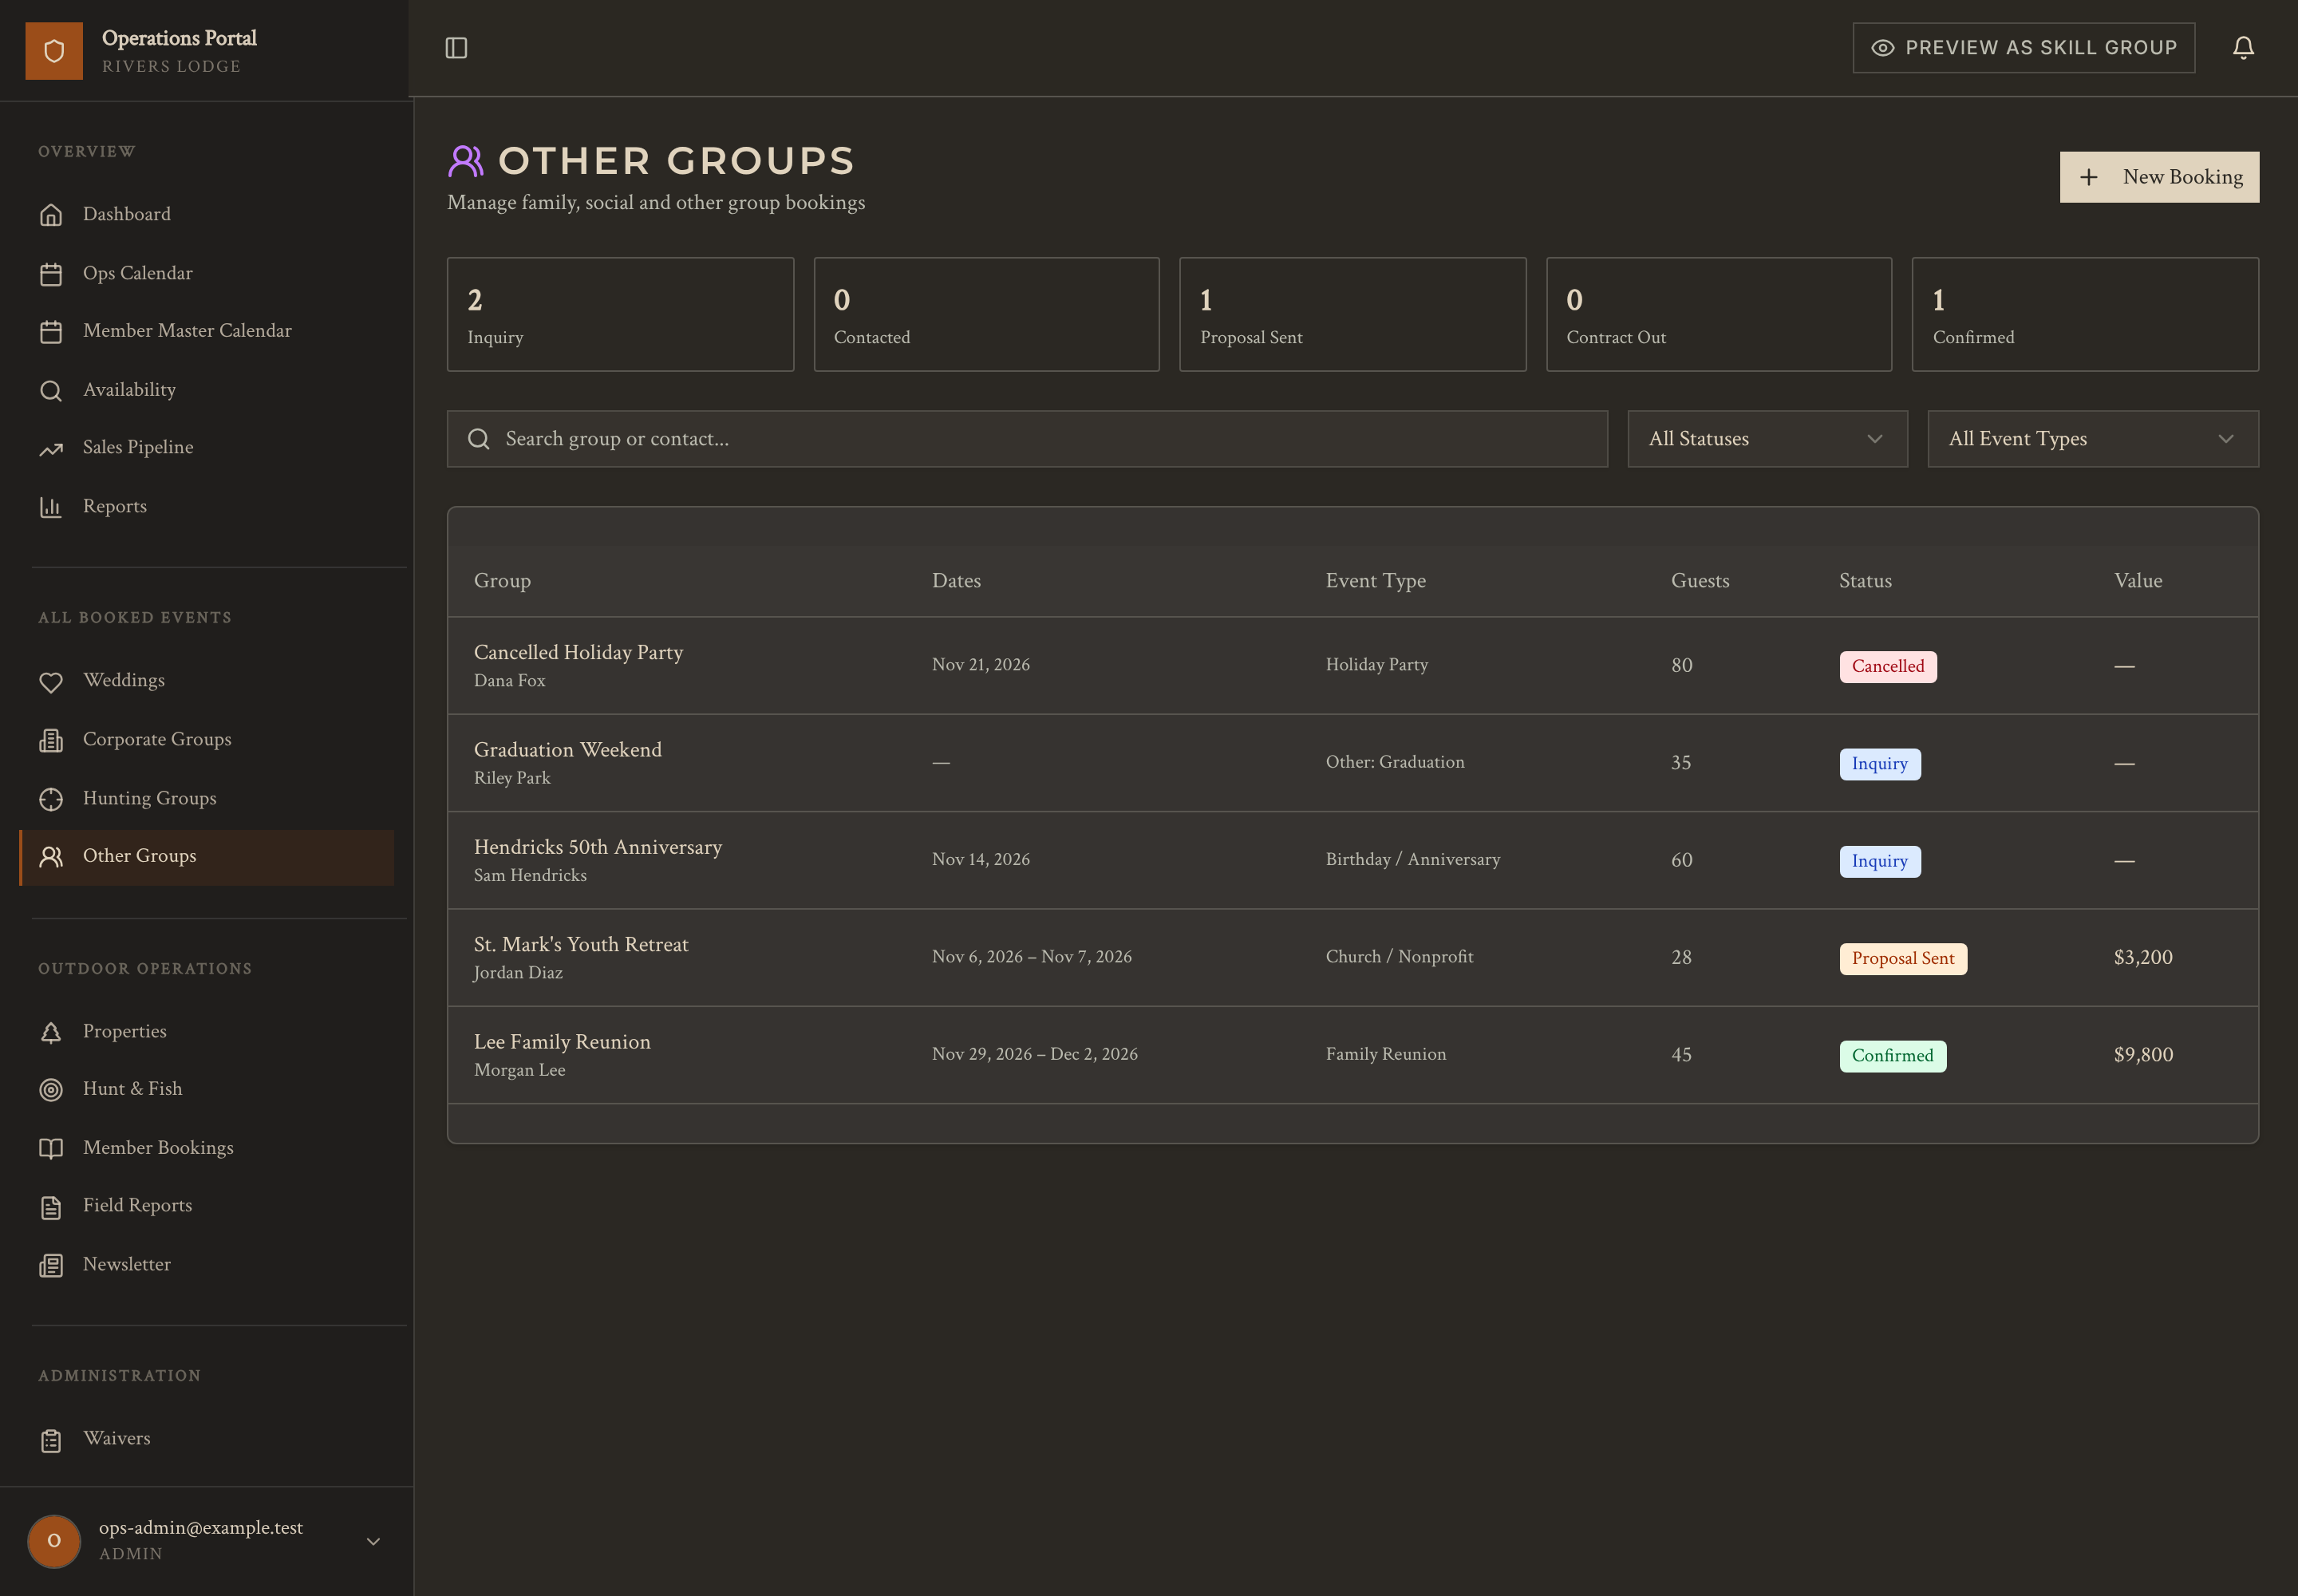 Operations Portal
RIVERS LODGE
PREVIEW AS SKILL GROUP
OVERVIEW
Dashboard
Ops Calendar
Member Master Calendar
Availability
Sales Pipeline
Reports
ALL BOOKED EVENTS
Weddings
Corporate Groups
Hunting Groups
Other Groups
OUTDOOR OPERATIONS
Properties
Hunt & Fish
Member Bookings
Field Reports
Newsletter
ADMINISTRATION
Waivers
O
ops-admin@example.test
ADMIN
OTHER GROUPS
Manage family, social and other group bookings
New Booking
2
Inquiry
0
Contacted
1
Proposal Sent
0
Contract Out
1
Confirmed
Search group or contact...
All Statuses
All Event Types
Group Dates Event Type Guests Status Value
Cancelled Holiday Party
Dana Fox
Nov 21, 2026 Holiday Party 80 Cancelled —
Graduation Weekend
Riley Park
— Other: Graduation 35 Inquiry —
Hendricks 50th Anniversary
Sam Hendricks
Nov 14, 2026 Birthday / Anniversary 60 Inquiry —
St. Mark's Youth Retreat
Jordan Diaz
Nov 6, 2026 – Nov 7, 2026 Church / Nonprofit 28 Proposal Sent $3,200
Lee Family Reunion
Morgan Lee
Nov 29, 2026 – Dec 2, 2026 Family Reunion 45 Confirmed $9,800